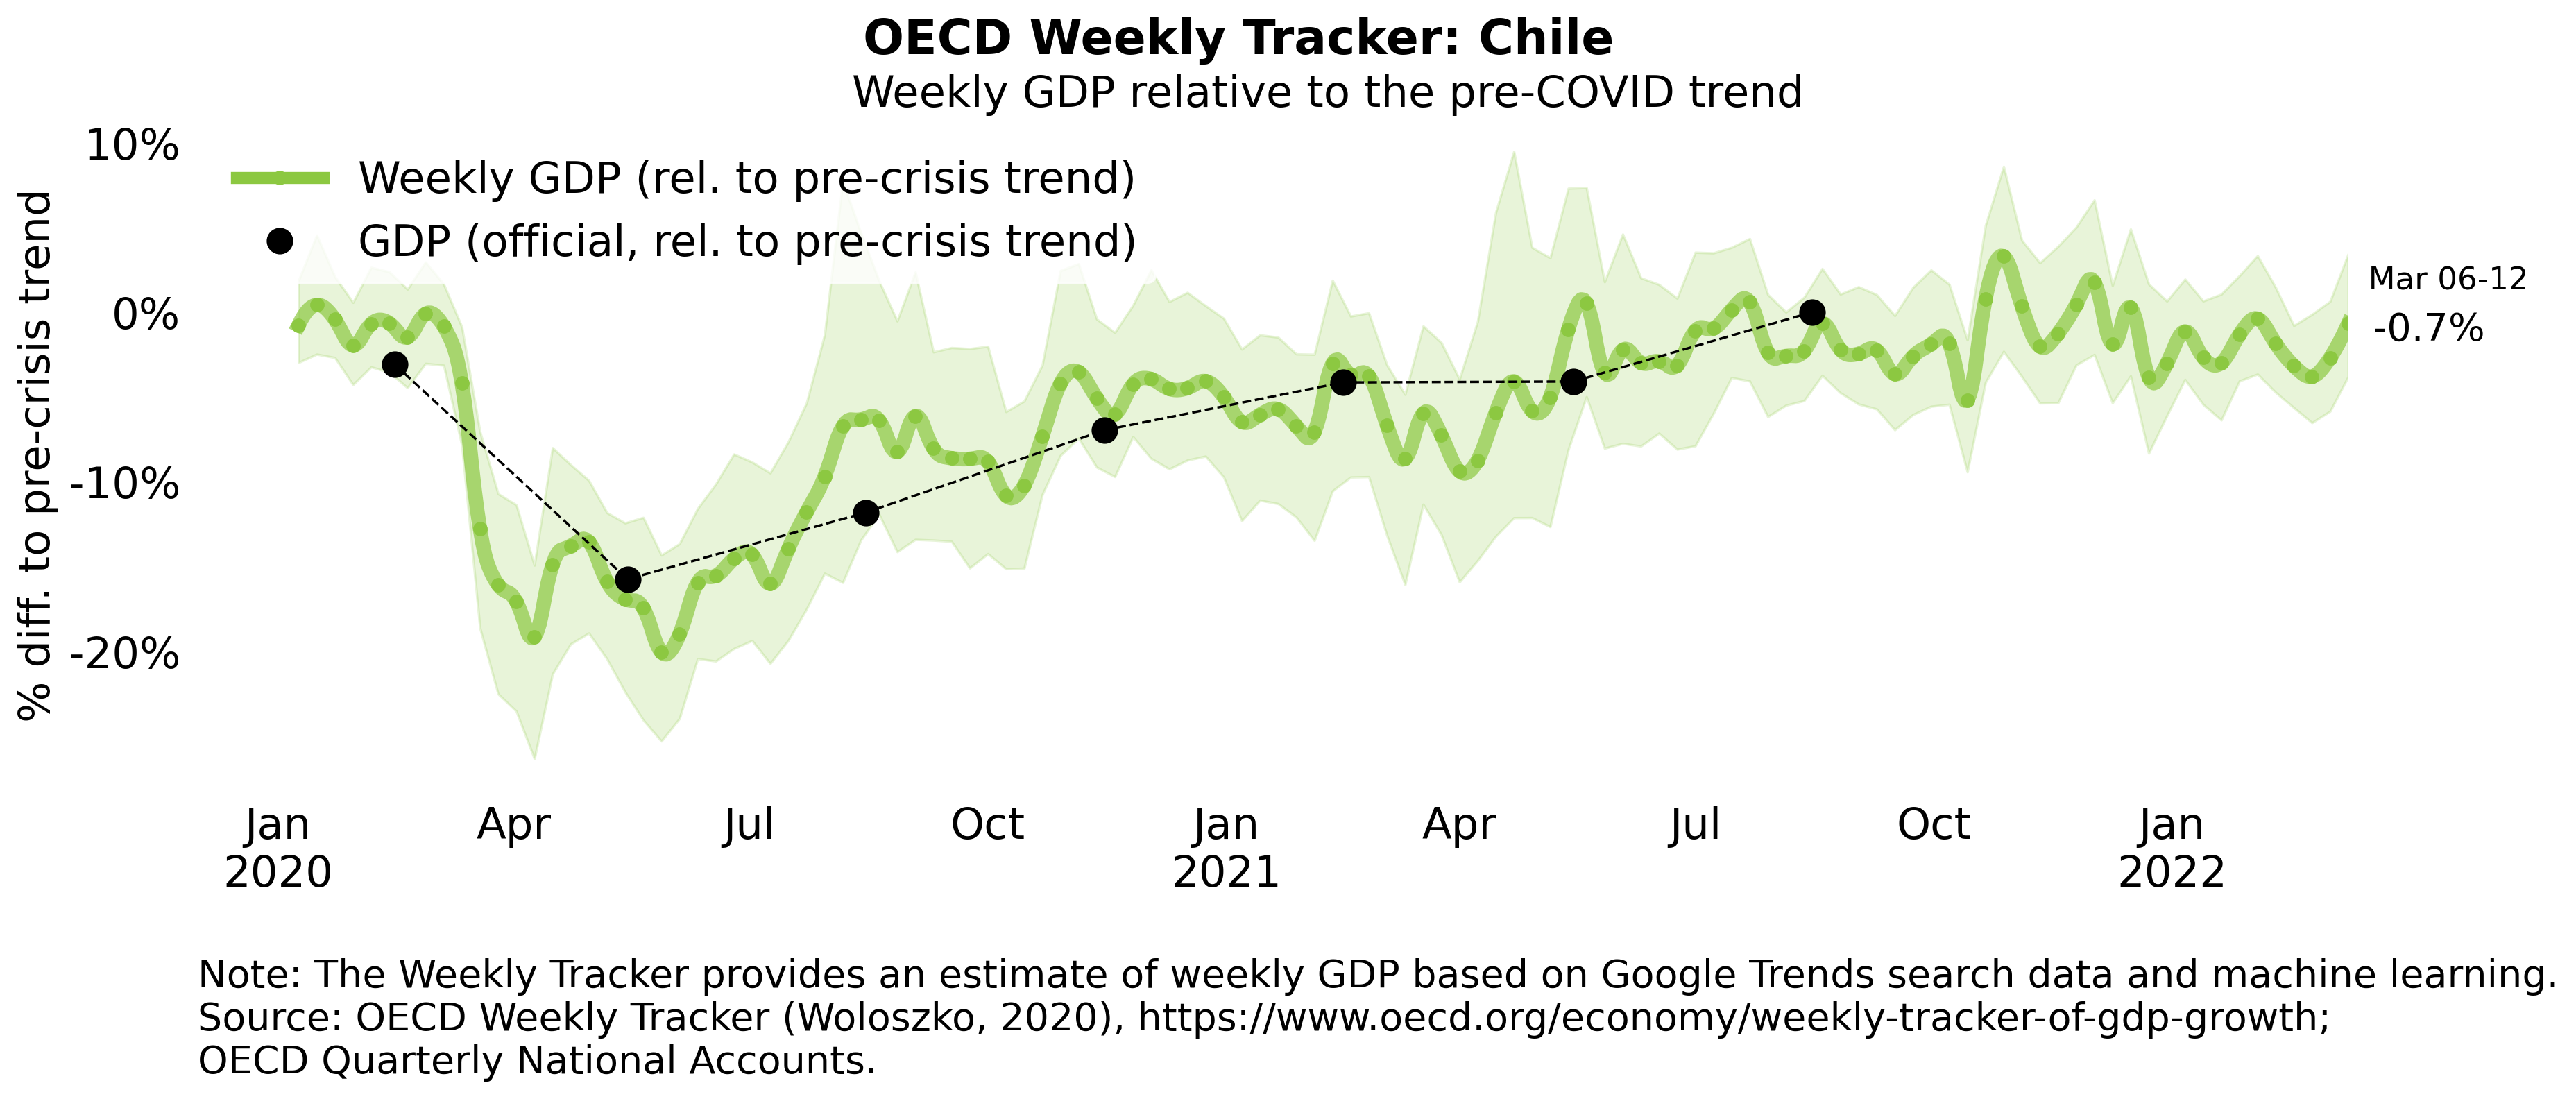 OECD Weekly Tracker: Chile
Weekly GDP relative to the pre-COVID trend
% diff. to pre-crisis trend
10%
0%
-10%
-20%
Weekly GDP (rel. to pre-crisis trend)
GDP (official, rel. to pre-crisis trend)
Mar 06-12
-0.7%
Jan Apr Jul Oct Jan Apr Jul Oct Jan
2020 2021 2022
Note: The Weekly Tracker provides an estimate of weekly GDP based on Google Trends search data and machine learning.
Source: OECD Weekly Tracker (Woloszko, 2020), https://www.oecd.org/economy/weekly-tracker-of-gdp-growth;
OECD Quarterly National Accounts.